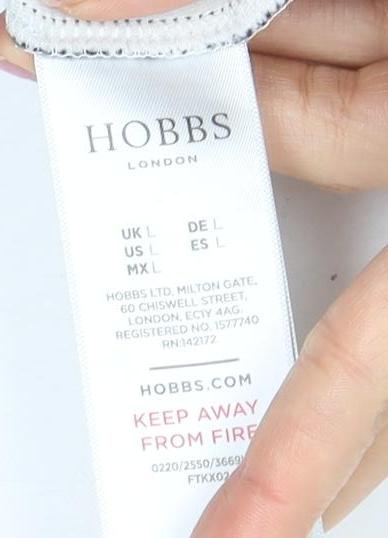 HOBBS
LONDON
UK L DE L
US L ES L
MX L
HOBBS LTD, MILTON GATE,
60 CHISWELL STREET,
LONDON, EC1Y 4AG.
REGISTERED NO. 1577740
RN:142172.
HOBBS.COM
KEEP AWAY
FROM FIRE
0220/2550/3669
FTKX02